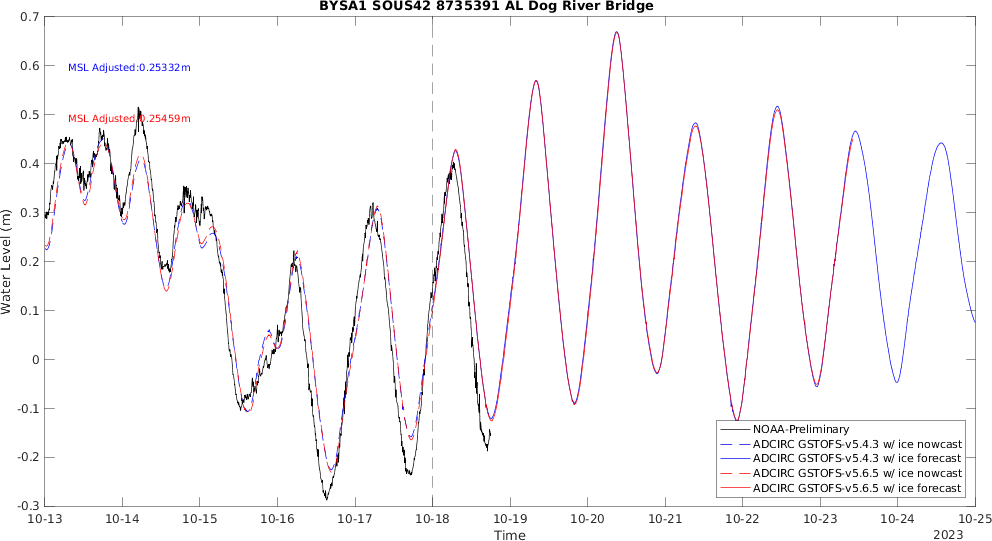 BYSA1 SOUS42 8735391 AL Dog River Bridge
0.7
0.6
0.5
0.4
0.3
0.2
0.1
0
-0.1
-0.2
-0.3
Water Level (m)
MSL Adjusted:0.25332m
MSL Adjusted:0.25459m
NOAA-Preliminary
ADCIRC GSTOFS-v5.4.3 w/ ice nowcast
ADCIRC GSTOFS-v5.4.3 w/ ice forecast
ADCIRC GSTOFS-v5.6.5 w/ ice nowcast
ADCIRC GSTOFS-v5.6.5 w/ ice forecast
10-13 10-14 10-15 10-16 10-17 10-18 10-19 10-20 10-21 10-22 10-23 10-24 10-25
Time
2023